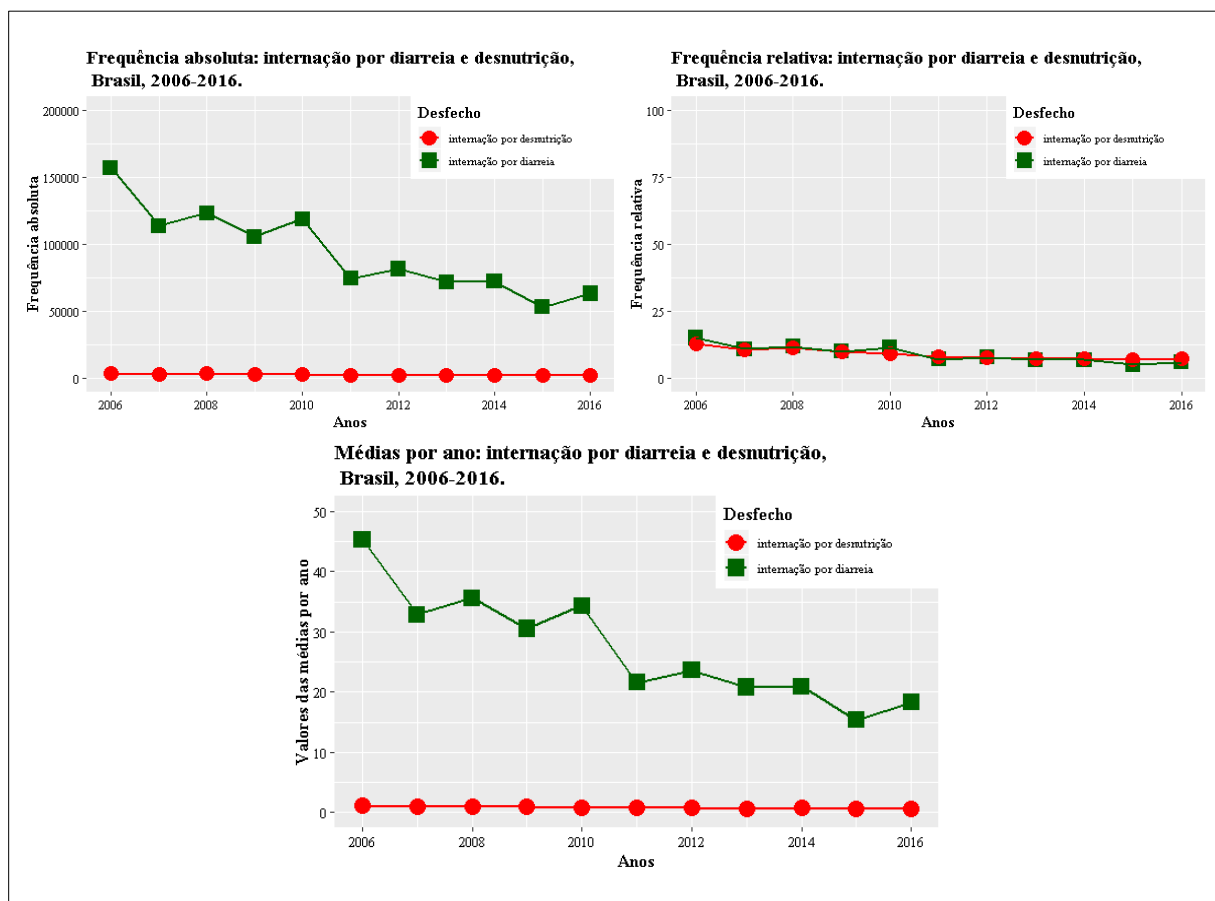 Frequência absoluta: internação por diarreia e desnutrição,
Brasil, 2006-2016.
200000
150000
100000
50000
0
Frequência absoluta
Desfecho
internação por desnutrição
internação por diarreia
2006 2008 2010 2012 2014 2016
Anos
Frequência relativa: internação por diarreia e desnutrição,
Brasil, 2006-2016.
100
75
50
25
0
Frequência relativa
Desfecho
internação por desnutrição
internação por diarreia
2006 2008 2010 2012 2014 2016
Anos
Médias por ano: internação por diarreia e desnutrição,
Brasil, 2006-2016.
50
40
30
20
10
0
Valores das médias por ano
Desfecho
internação por desnutrição
internação por diarreia
2006 2008 2010 2012 2014 2016
Anos